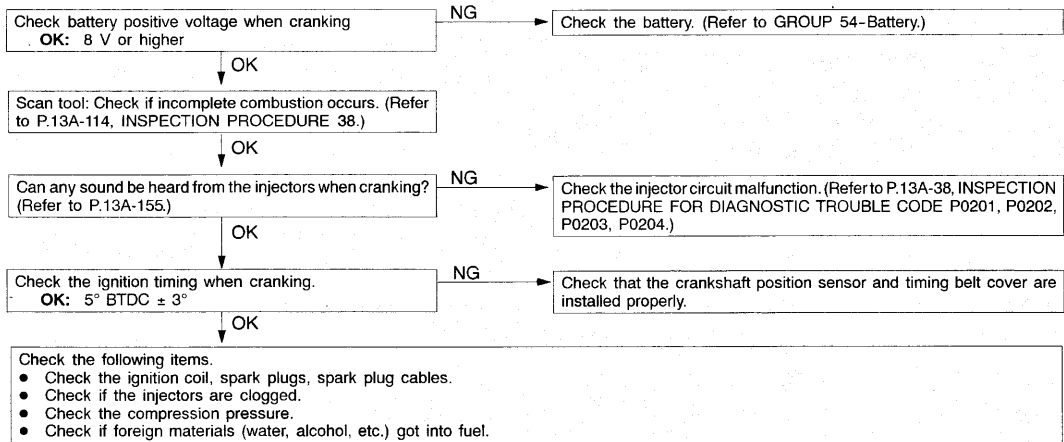 Check battery positive voltage when cranking
OK: 8 V or higher
NG
Check the battery. (Refer to GROUP 54–Battery.)
OK
Scan tool: Check if incomplete combustion occurs. (Refer
to P.13A-114, INSPECTION PROCEDURE 38.)
OK
Can any sound be heard from the injectors when cranking?
(Refer to P.13A-155.)
NG
Check the injector circuit malfunction. (Refer to P.13A-38, INSPECTION
PROCEDURE FOR DIAGNOSTIC TROUBLE CODE P0201, P0202,
P0203, P0204.)
OK
Check the ignition timing when cranking.
OK: 5° BTDC ± 3°
NG
Check that the crankshaft position sensor and timing belt cover are
installed properly.
OK
Check the following items.
● Check the ignition coil, spark plugs, spark plug cables.
● Check if the injectors are clogged.
● Check the compression pressure.
● Check if foreign materials (water, alcohol, etc.) got into fuel.